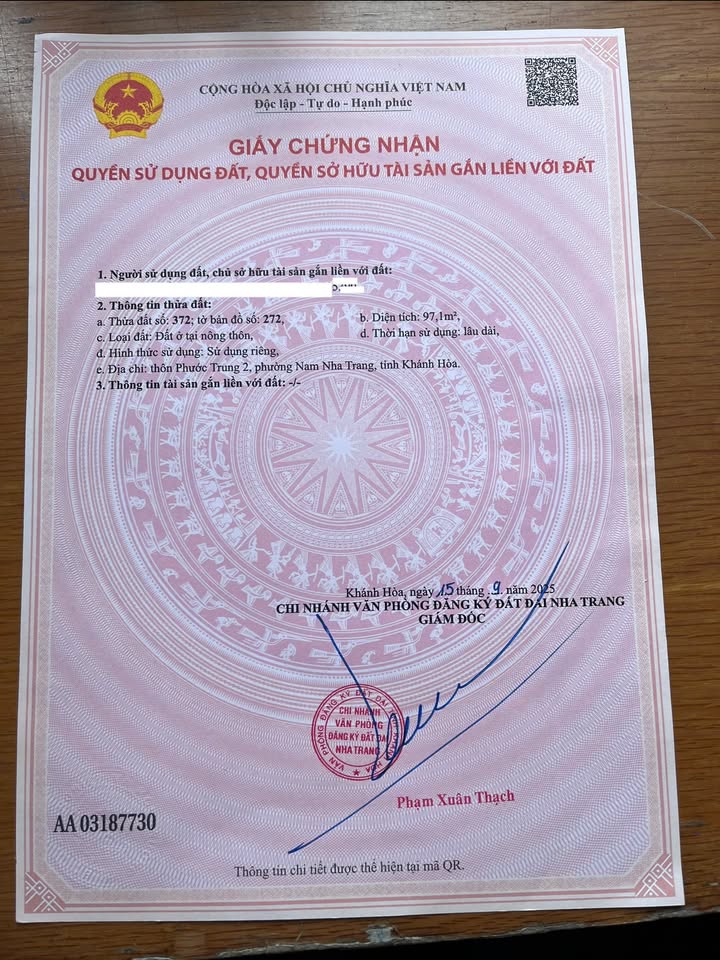 CỘNG HÒA XÃ HỘI CHỦ NGHĨA VIỆT NAM
Độc lập - Tự do - Hạnh phúc
GIẤY CHỨNG NHẬN
QUYỀN SỬ DỤNG ĐẤT, QUYỀN SỞ HỮU TÀI SẢN GẮN LIỀN VỚI ĐẤT
1. Người sử dụng đất, chủ sở hữu tài sản gắn liền với đất:
2. Thông tin thửa đất:
a. Thửa đất số: 372; tờ bản đồ số: 272,
b. Diện tích: 97,1m²,
c. Loại đất: Đất ở tại nông thôn,
d. Thời hạn sử dụng: lâu dài,
đ. Hình thức sử dụng: Sử dụng riêng,
e. Địa chỉ: thôn Phước Trung 2, phường Nam Nha Trang, tỉnh Khánh Hòa.
3. Thông tin tài sản gắn liền với đất: -/-
Khánh Hòa, ngày 15 tháng 9 năm 2025
CHI NHÁNH VĂN PHÒNG ĐĂNG KÝ ĐẤT ĐAI NHA TRANG
GIÁM ĐỐC
VĂN PHÒNG ĐĂNG KÝ ĐẤT ĐAI
CHI NHÁNH
VĂN PHÒNG
ĐĂNG KÝ ĐẤT ĐAI
NHA TRANG
Phạm Xuân Thạch
AA 03187730
Thông tin chi tiết được thể hiện tại mã QR.